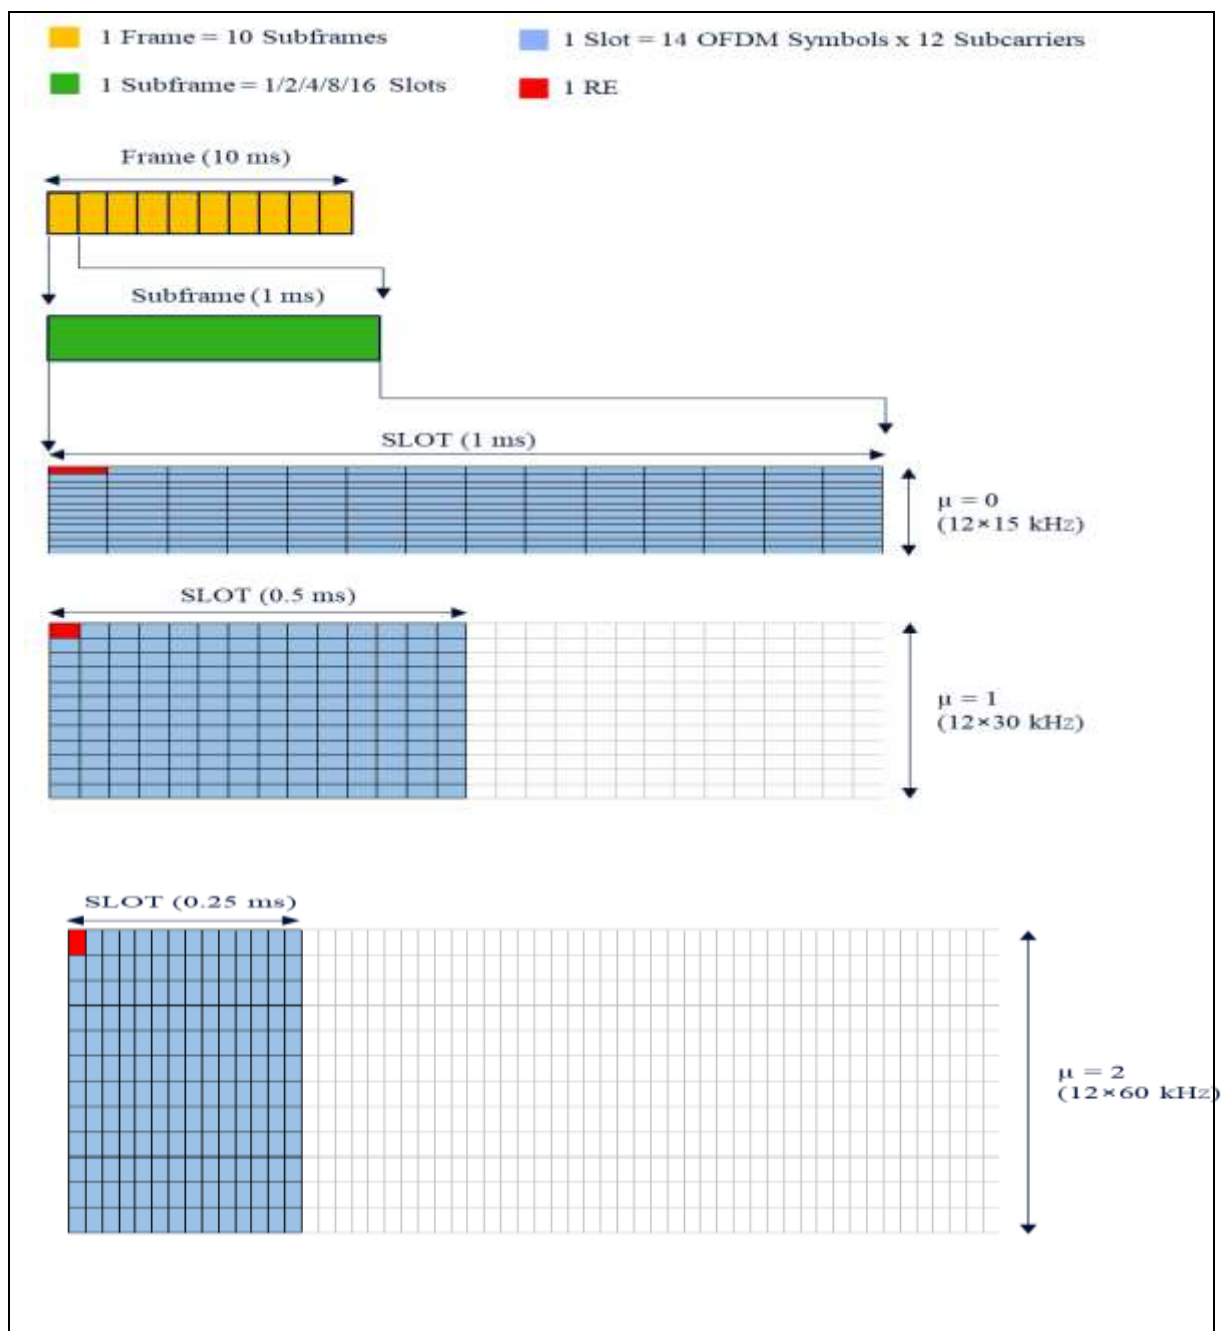 1 Frame = 10 Subframes
1 Slot = 14 OFDM Symbols x 12 Subcarriers
1 Subframe = 1/2/4/8/16 Slots
1 RE
Frame (10 ms)
Subframe (1 ms)
SLOT (1 ms)
μ = 0
(12×15 kHz)
SLOT (0.5 ms)
μ = 1
(12×30 kHz)
SLOT (0.25 ms)
μ = 2
(12×60 kHz)